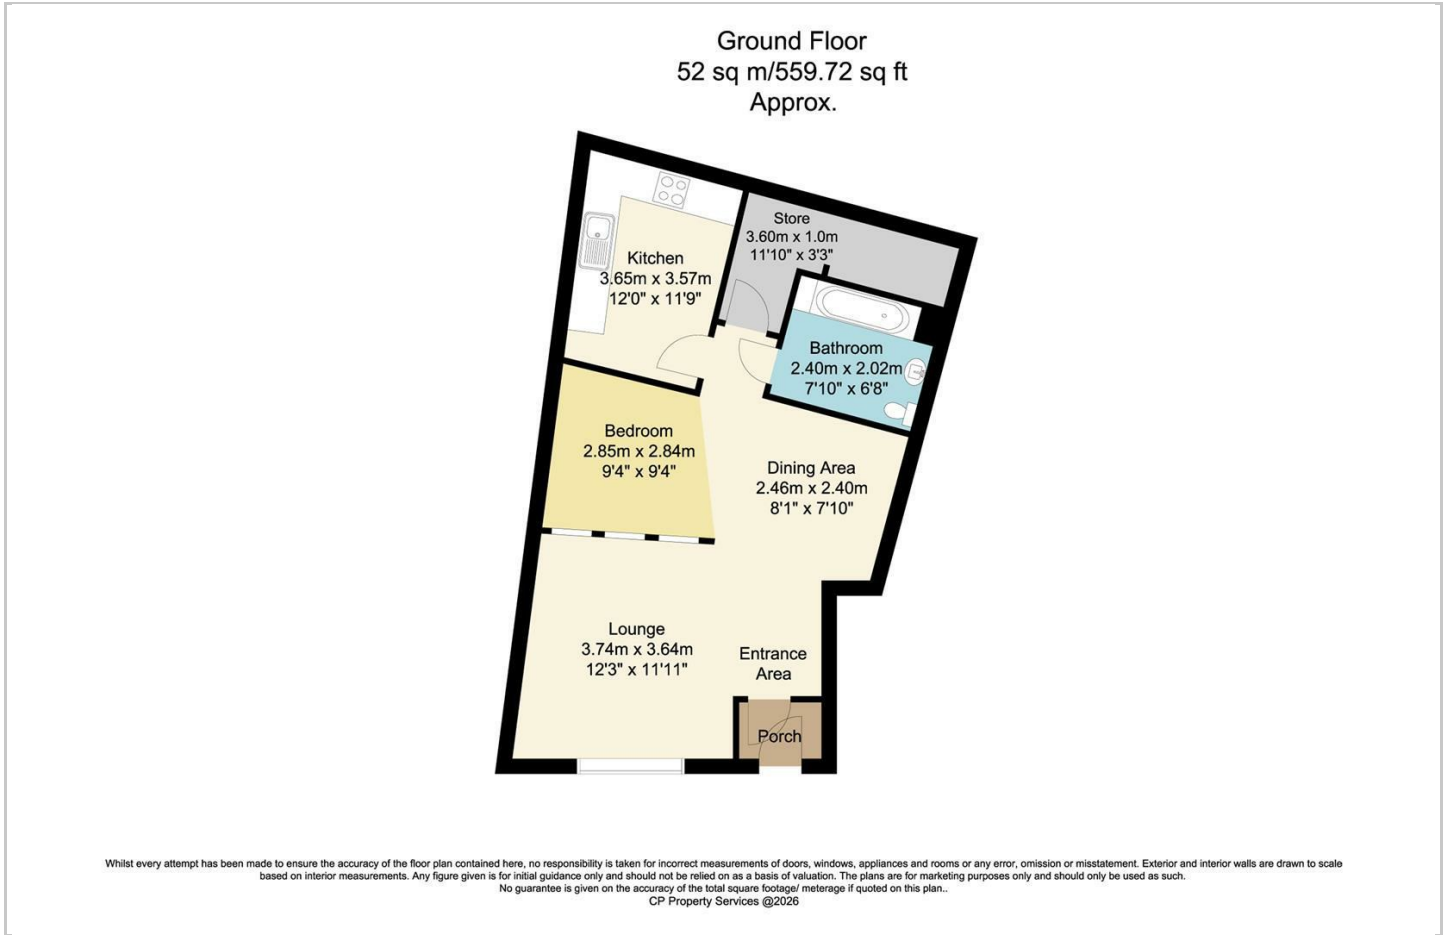 Ground Floor
52 sq m/559.72 sq ft
Approx.
Store
3.60m x 1.0m
11'10" x 3'3"
Kitchen
3.65m x 3.57m
12'0" x 11'9"
Bathroom
2.40m x 2.02m
7'10" x 6'8"
Bedroom
2.85m x 2.84m
9'4" x 9'4"
Dining Area
2.46m x 2.40m
8'1" x 7'10"
Lounge
3.74m x 3.64m
12'3" x 11'11"
Entrance
Area
Porch
Whilst every attempt has been made to ensure the accuracy of the floor plan contained here, no responsibility is taken for incorrect measurements of doors, windows, appliances and rooms or any error, omission or misstatement. Exterior and interior walls are drawn to scale
based on interior measurements. Any figure given is for initial guidance only and should not be relied on as a basis of valuation. The plans are for marketing purposes only and should only be used as such.
No guarantee is given on the accuracy of the total square footage/ meterage if quoted on this plan..
CP Property Services @2026